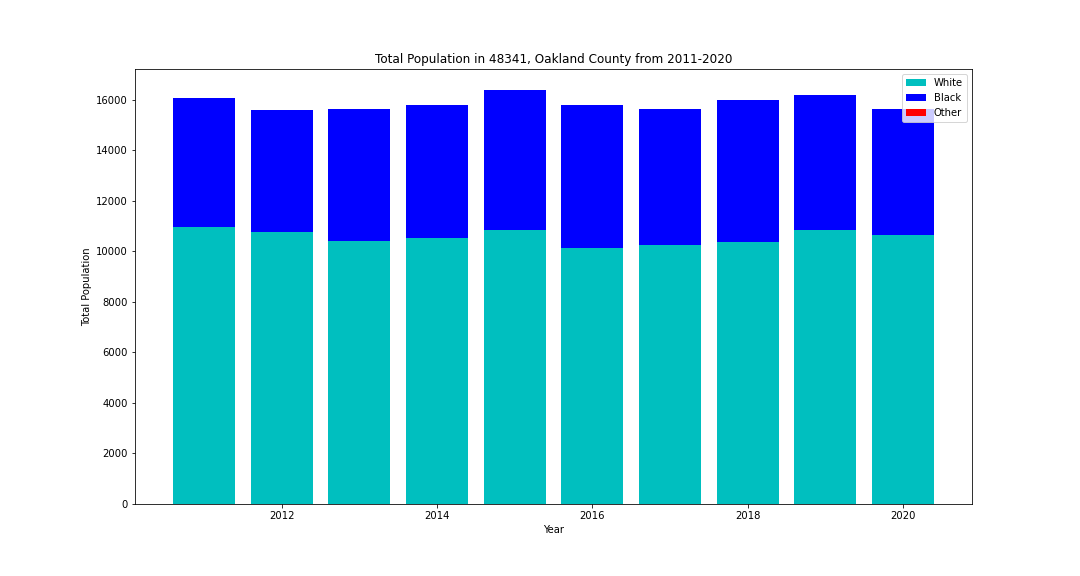 Total Population in 48341, Oakland County from 2011-2020
White
Black
Other
16000
14000
12000
10000
8000
6000
4000
2000
0
Total Population
2012 2014 2016 2018 2020
Year